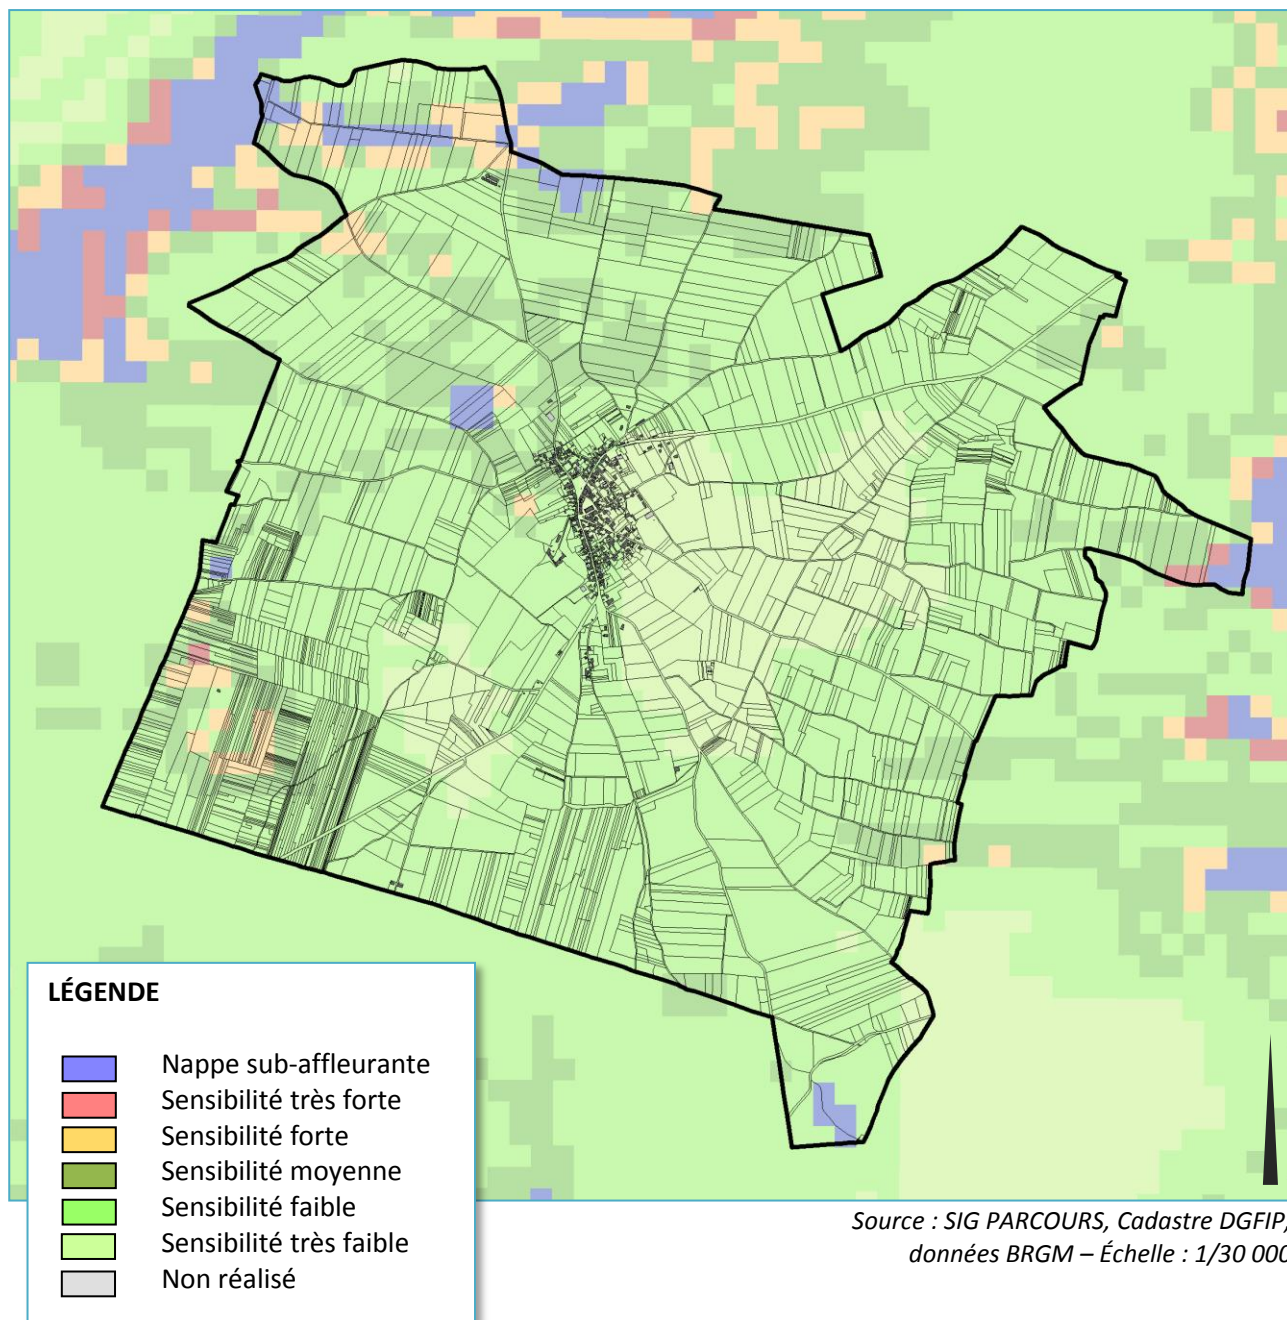 LÉGENDE
Nappe sub-affleurante
Sensibilité très forte
Sensibilité forte
Sensibilité moyenne
Sensibilité faible
Sensibilité très faible
Non réalisé
Source : SIG PARCOURS, Cadastre DGFIP,
données BRGM – Échelle : 1/30 000